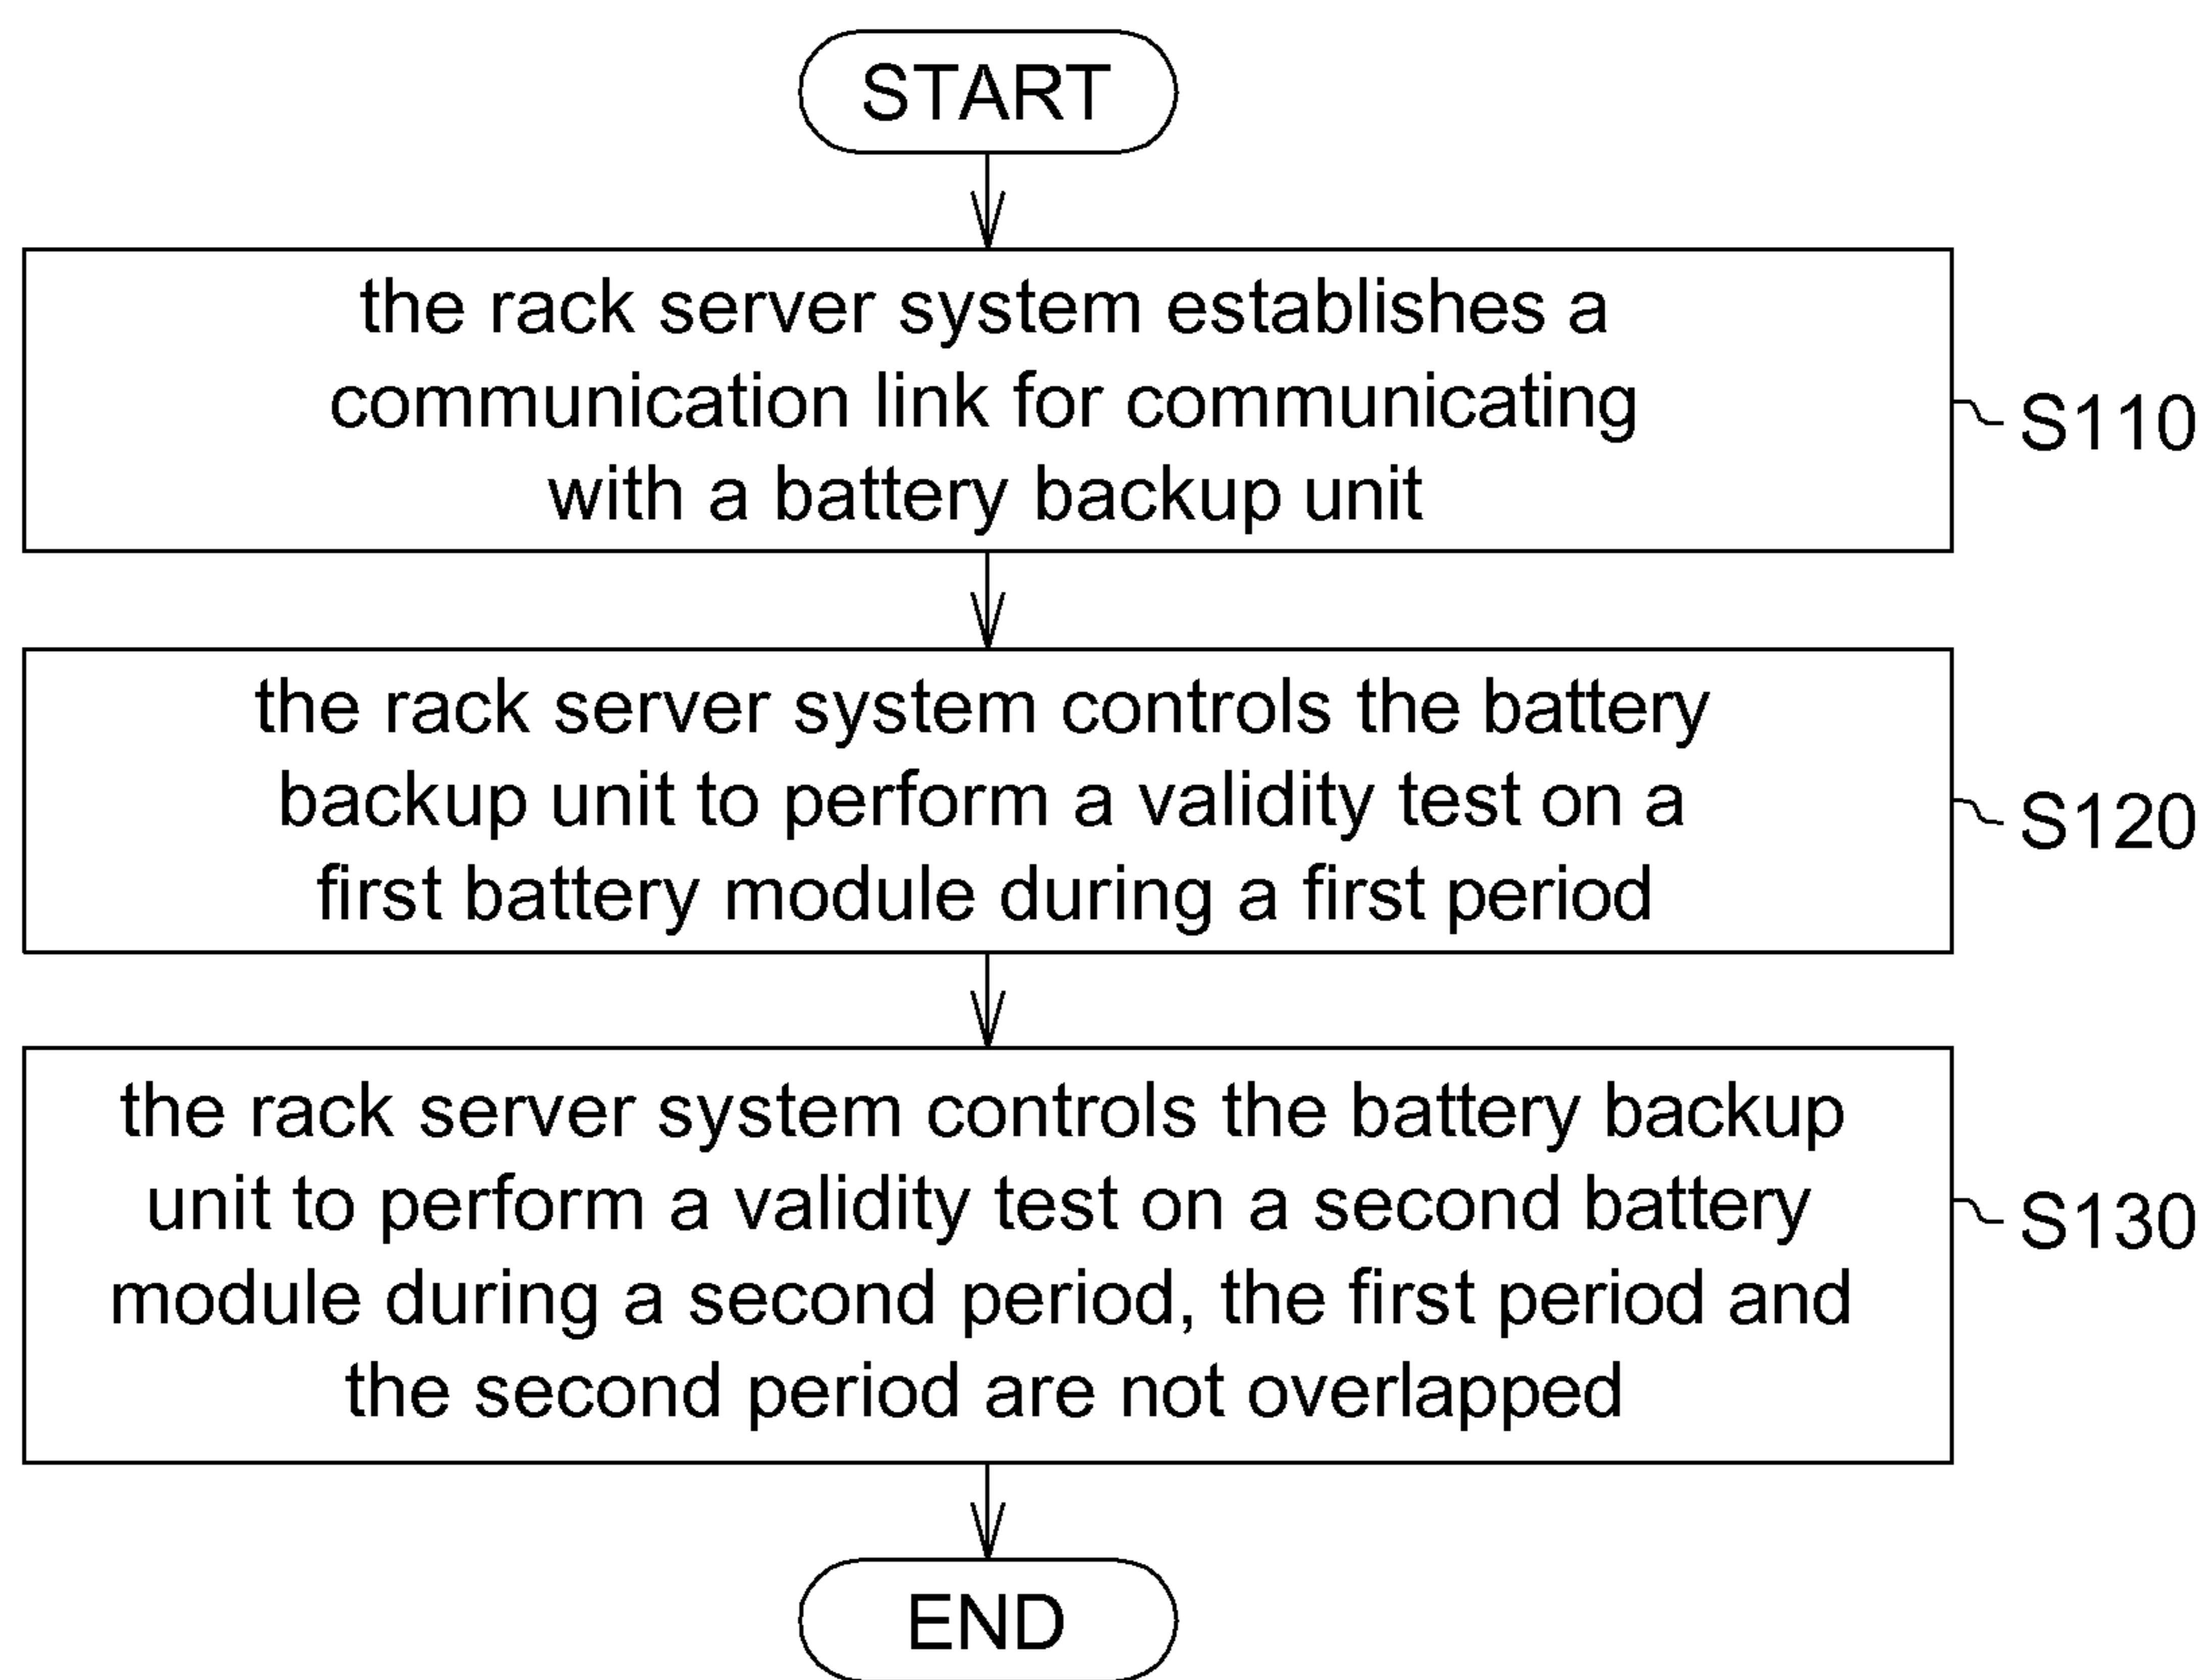 START
the rack server system establishes a
communication link for communicating
with a battery backup unit
S110
the rack server system controls the battery
backup unit to perform a validity test on a
first battery module during a first period
S120
the rack server system controls the battery backup
unit to perform a validity test on a second battery
module during a second period, the first period and
the second period are not overlapped
S130
END